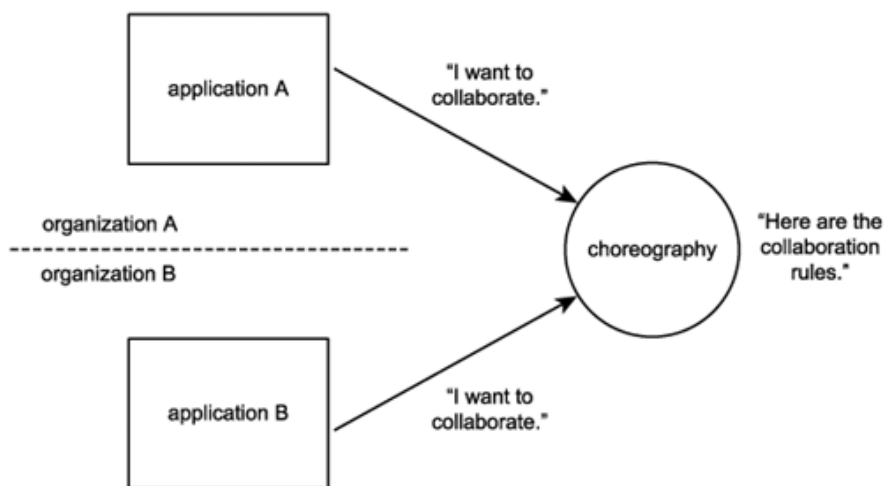 application A
“I want to
collaborate.”
organization A
organization B
choreography
“Here are the
collaboration
rules.”
application B
“I want to
collaborate.”